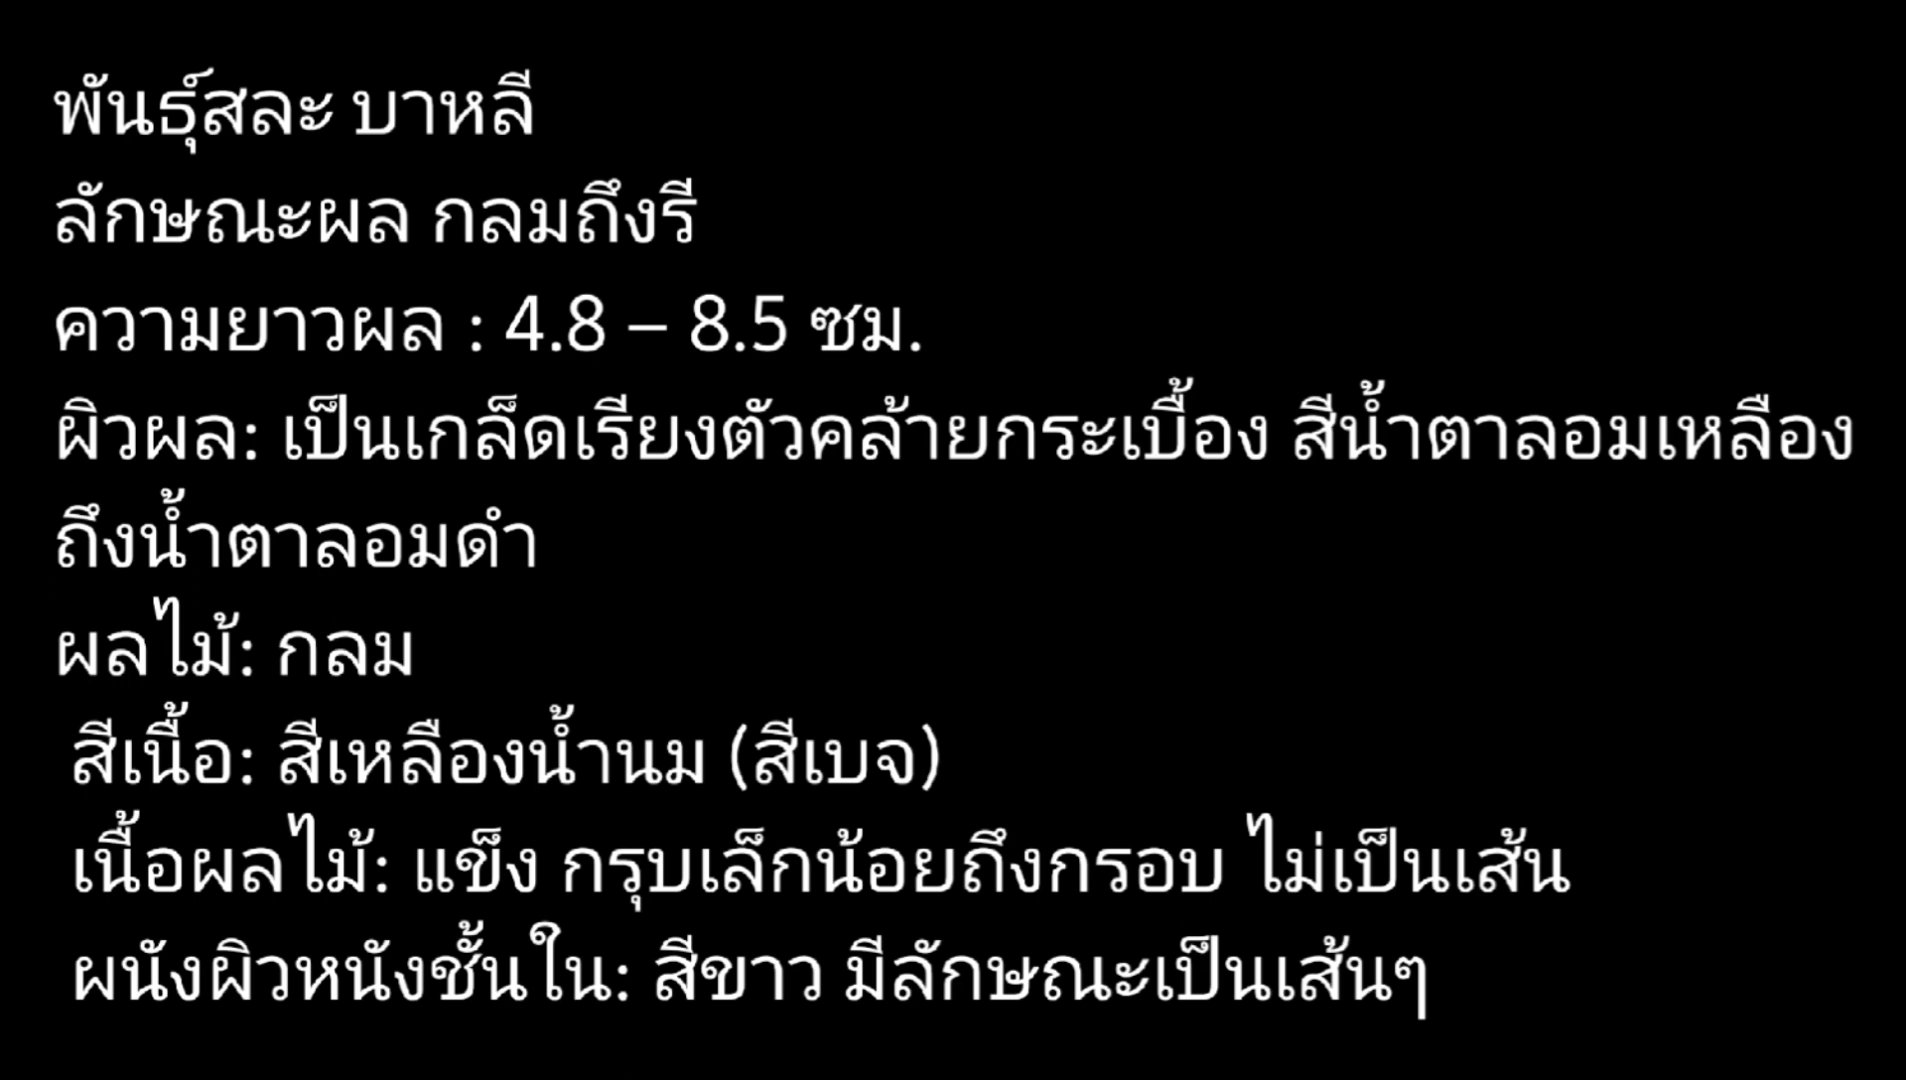 พันธุ์สละ บาหลี
ลักษณะผล กลมถึงรี
ความยาวผล : 4.8 – 8.5 ซม.
ผิวผล: เป็นเกล็ดเรียงตัวคล้ายกระเบื้อง สีน้ำตาลอมเหลือง
ถึงน้ำตาลอมดำ
ผลไม้: กลม
สีเนื้อ: สีเหลืองน้ำนม (สีเบจ)
เนื้อผลไม้: แข็ง กรุบเล็กน้อยถึงกรอบ ไม่เป็นเส้น
ผนังผิวหนังชั้นใน: สีขาว มีลักษณะเป็นเส้นๆ